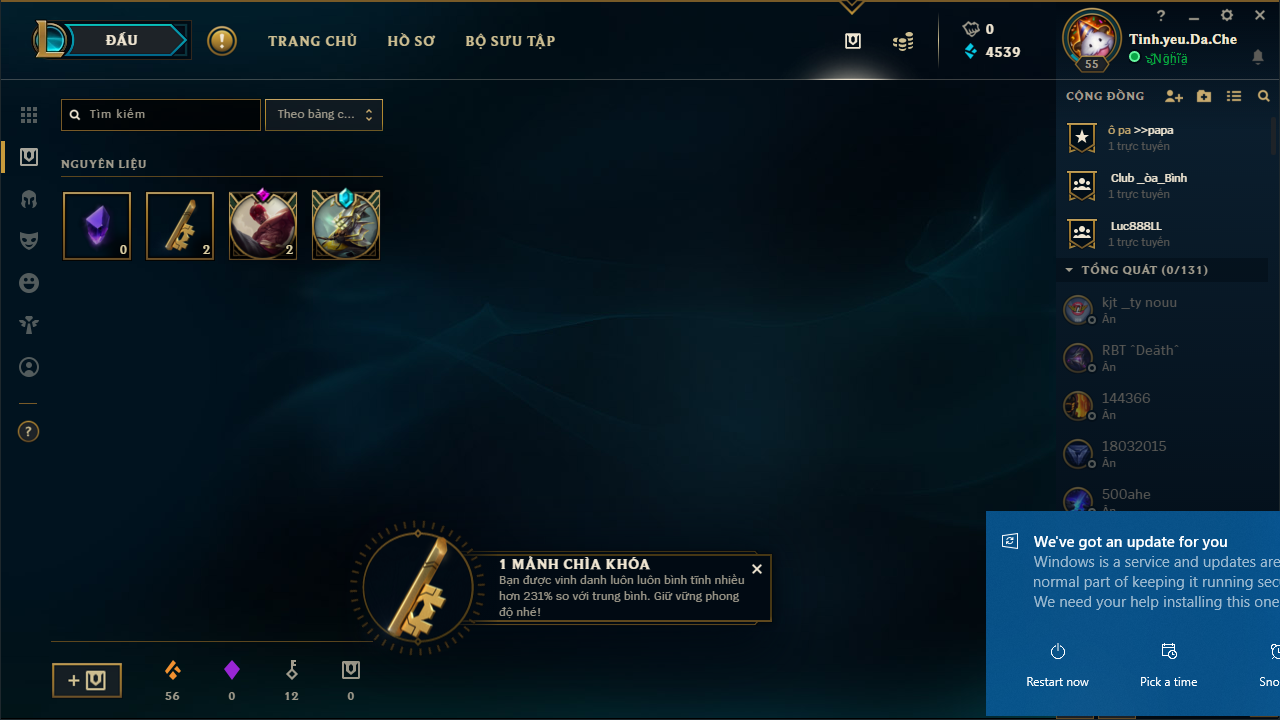 ĐẤU
!
TRANG CHỦ
HỒ SƠ
BỘ SƯU TẬP
0
4539
?
Tinh.yeu.Da.Che
55
Tìm kiếm
Theo bảng c...
NGUYÊN LIỆU
0
2
2
?
CỘNG ĐỒNG
ô pa >>papa
1 trực tuyến
Club _òa_Bình
1 trực tuyến
Luc888LL
1 trực tuyến
TỔNG QUÁT (0/131)
kjt _ty nouu
Ẩn
RBT ˆDeäthˆ
Ẩn
144366
Ẩn
18032015
Ẩn
500ahe
1 MẢNH CHÌA KHÓA
Bạn được vinh danh luôn luôn bình tĩnh nhiều
hơn 231% so với trung bình. Giữ vững phong
độ nhé!
56
0
12
0
We've got an update for you
Windows is a service and updates are
normal part of keeping it running sec
We need your help installing this one
Restart now
Pick a time
Sno